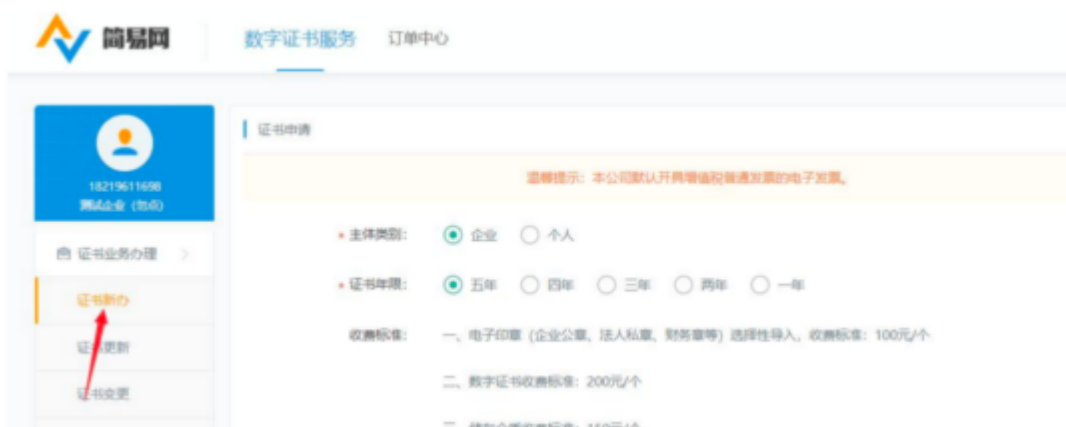 简易网
数字证书服务 订单中心
18219611698
测试企业（勿点）
证书业务办理
证书新办
证书更新
证书变更
证书申请
温馨提示：本公司默认开具增值税普通发票的电子发票。
* 主体类别： 企业 个人
* 证书年限： 五年 四年 三年 两年 一年
收费标准： 一、电子印章（企业公章、法人私章、财务章等）选择性导入，收费标准：100元/个
二、数字证书收费标准：200元/个